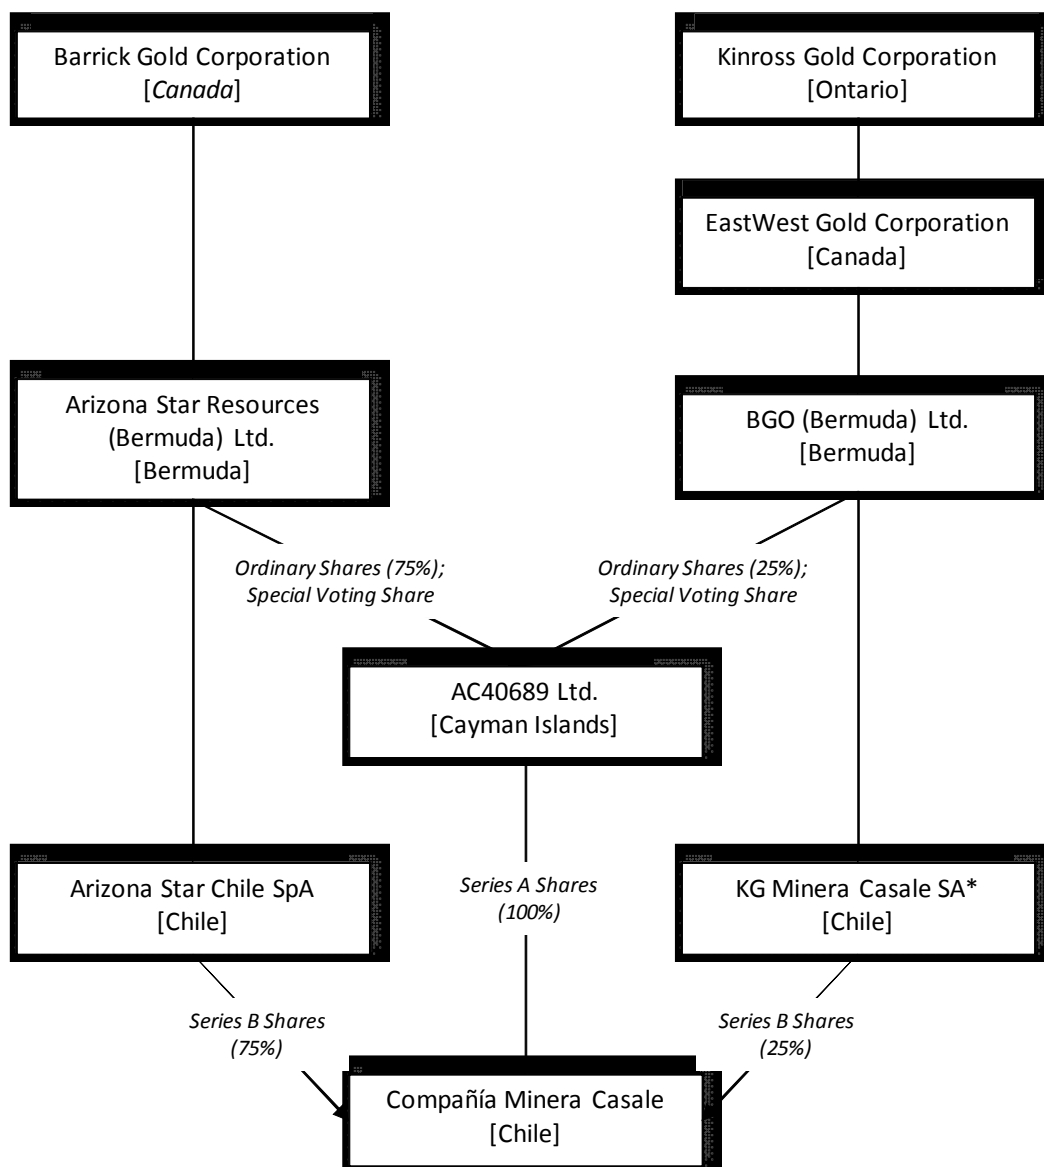 Barrick Gold Corporation
[Canada]
Kinross Gold Corporation
[Ontario]
EastWest Gold Corporation
[Canada]
Arizona Star Resources
(Bermuda) Ltd.
[Bermuda]
BGO (Bermuda) Ltd.
[Bermuda]
Ordinary Shares (75%);
Special Voting Share
Ordinary Shares (25%);
Special Voting Share
AC40689 Ltd.
[Cayman Islands]
Arizona Star Chile SpA
[Chile]
Series A Shares
(100%)
KG Minera Casale SA*
[Chile]
Series B Shares
(75%)
Series B Shares
(25%)
Compañía Minera Casale
[Chile]